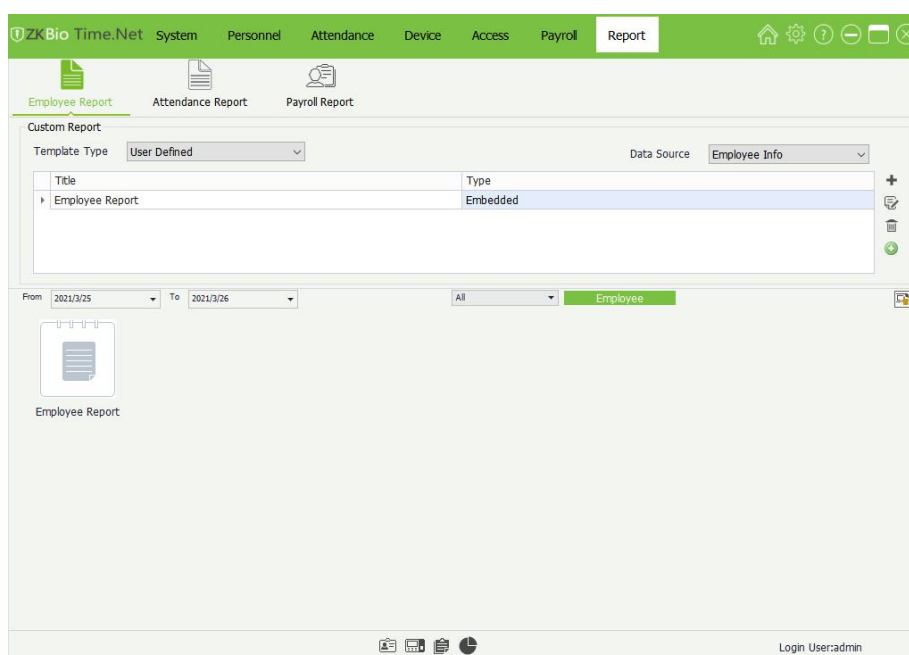 ZKBio Time.Net System Personnel Attendance Device Access Payroll Report
Employee Report Attendance Report Payroll Report
Custom Report
Template Type User Defined Data Source Employee Info
Title Type
Employee Report Embedded
From 2021/3/25 To 2021/3/26 All Employee
Employee Report
Login User:admin